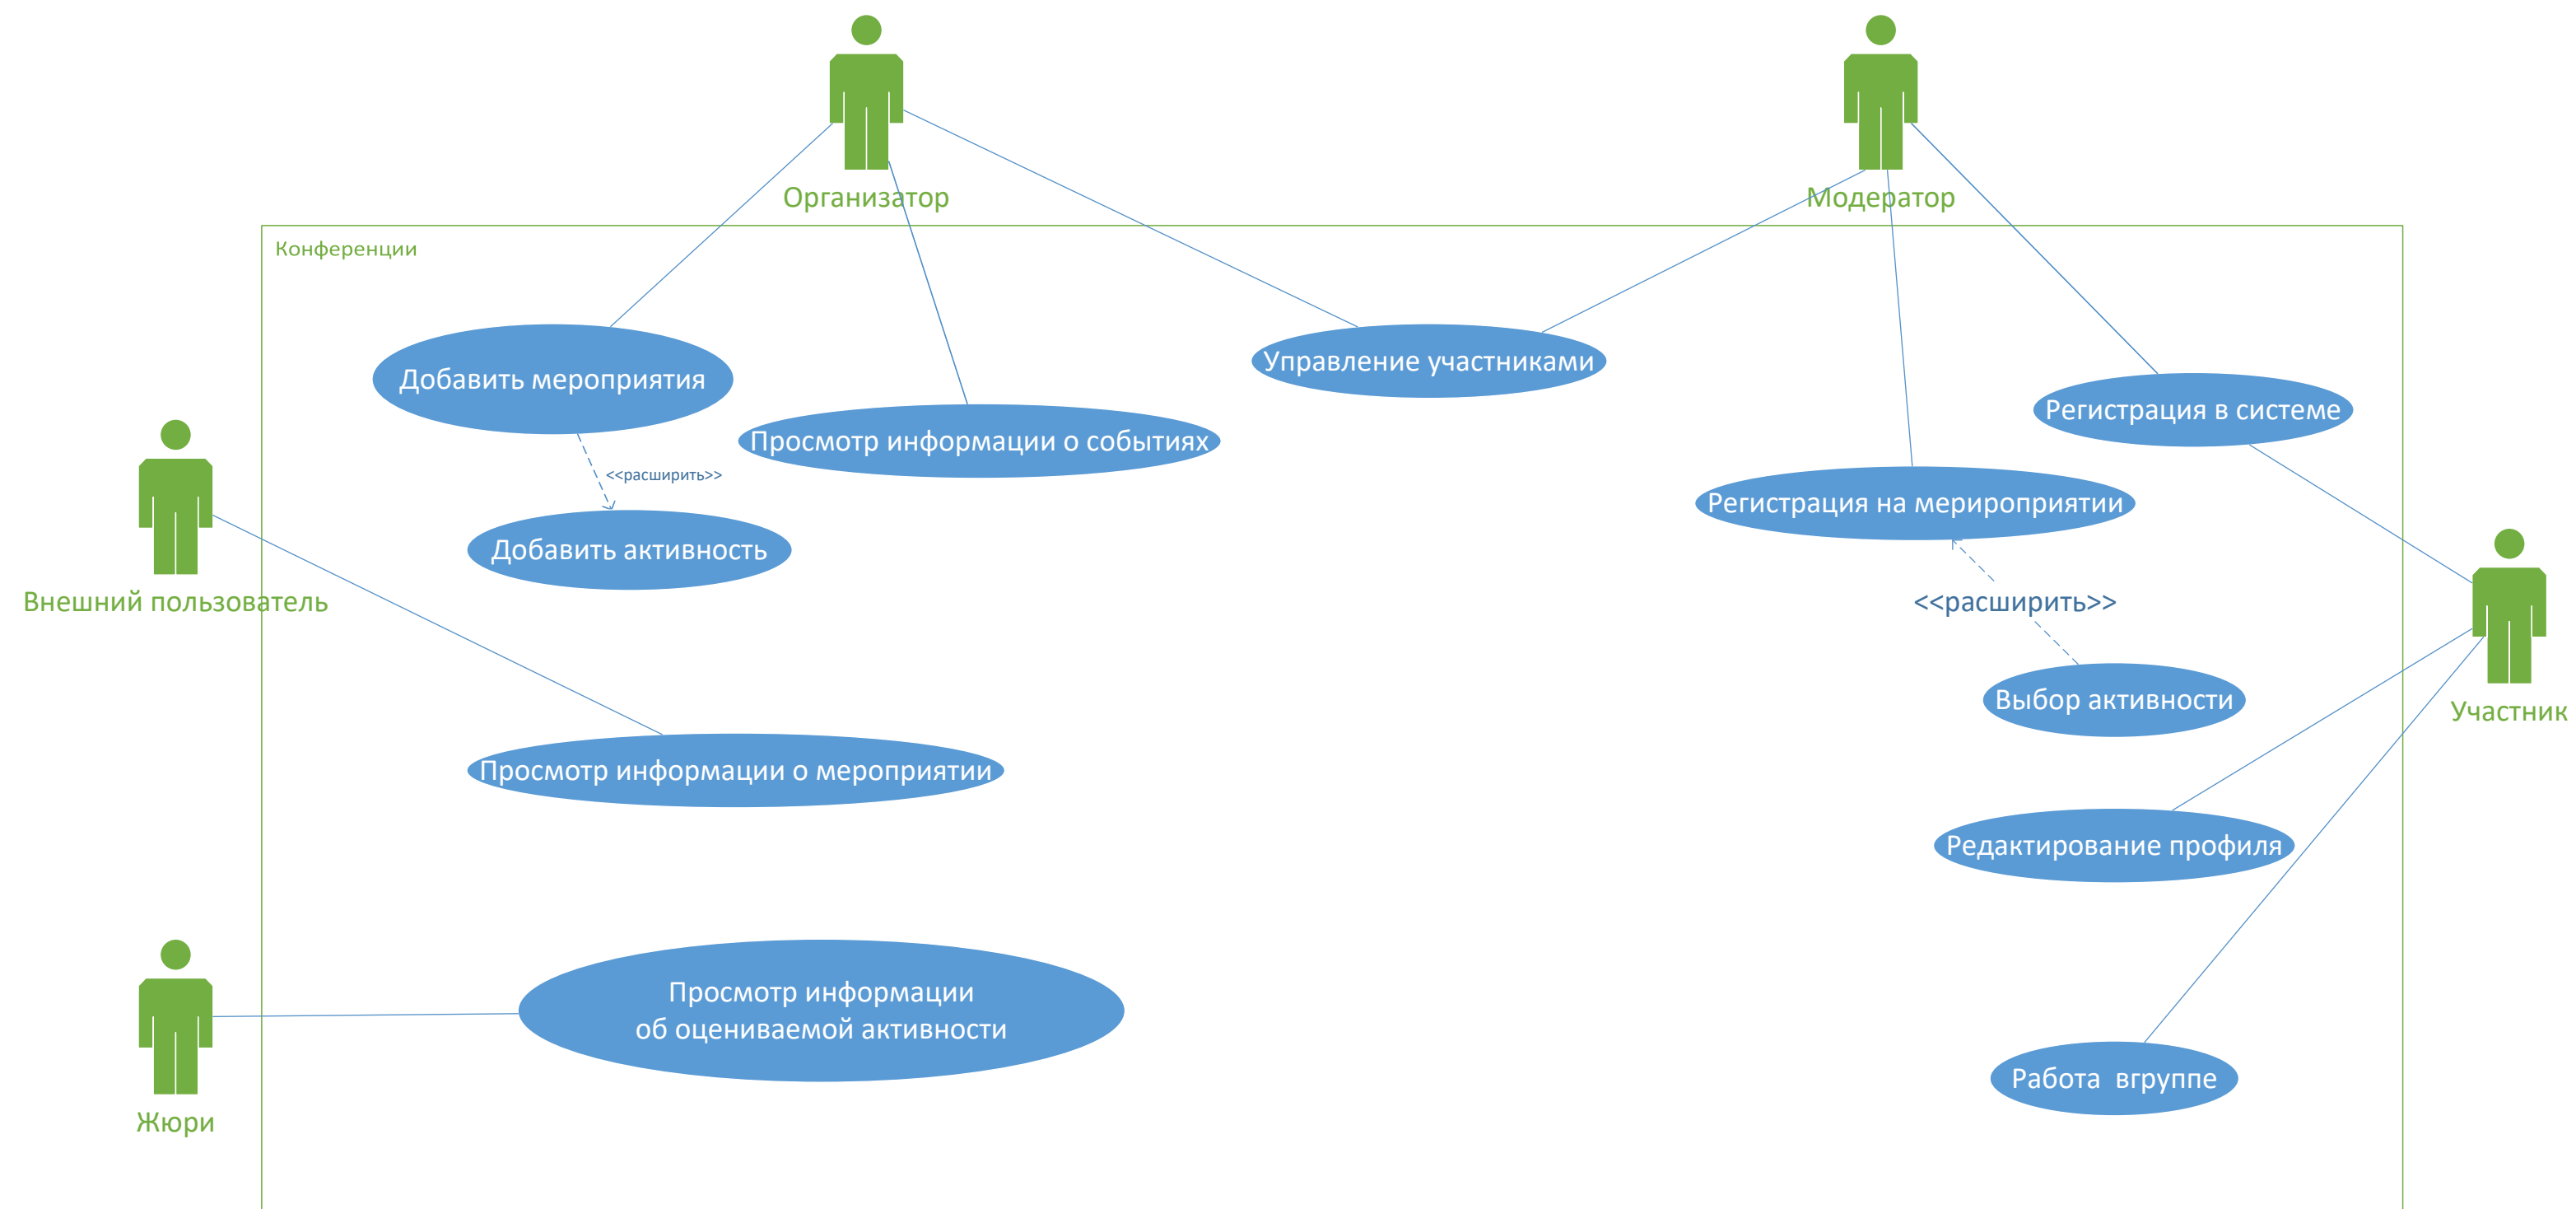 Организатор
Модератор
Конференции
Добавить мероприятия
Управление участниками
Просмотр информации о событиях
Регистрация в системе
<<расширить>>
Регистрация на мерироприятии
Добавить активность
Внешний пользователь
<<расширить>>
Выбор активности
Участник
Просмотр информации о мероприятии
Редактирование профиля
Просмотр информации
об оцениваемой активности
Работа  вгруппе
Жюри